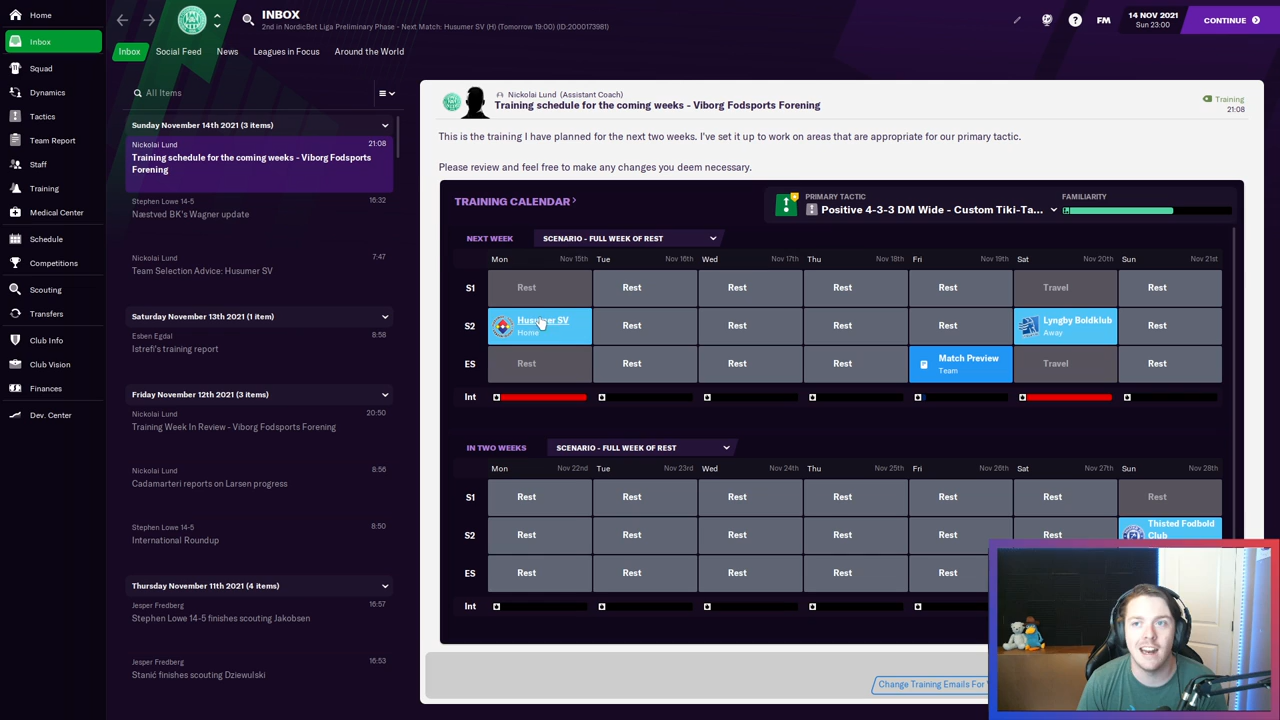 Home
INBOX
2nd in NordicBet Liga Preliminary Phase - Next Match: Husumer SV (H) (Tomorrow 19:00) (ID:2000173981)
FM
14 NOV 2021
Sun 23:00
CONTINUE
Inbox
Squad
Dynamics
Tactics
Team Report
Staff
Training
Medical Center
Schedule
Competitions
Scouting
Transfers
Club Info
Club Vision
Finances
Dev. Center
Inbox
Social Feed
News
Leagues in Focus
Around the World
All Items
Sunday November 14th 2021 (3 items)
Nickolai Lund
21:08
Training schedule for the coming weeks - Viborg Fodsports
Forening
Stephen Lowe 14-5
16:32
Næstved BK's Wagner update
Stephen Lowe 14-5
7:47
Team Selection Advice: Husumer SV
Saturday November 13th 2021 (1 item)
Esben Egdal
8:58
Istrefi's training report
Friday November 12th 2021 (3 items)
Nickolai Lund
20:50
Training Week In Review - Viborg Fodsports Forening
Nickolai Lund
8:56
Cadamarteri reports on Larsen progress
Stephen Lowe 14-5
8:50
International Roundup
Thursday November 11th 2021 (4 items)
Jesper Fredberg
16:57
Stephen Lowe 14-5 finishes scouting Jakobsen
Jesper Fredberg
16:53
Stanić finishes scouting Dziewulski
Nickolai Lund (Assistant Coach)
Training schedule for the coming weeks - Viborg Fodsports Forening
Training
21:08
This is the training I have planned for the next two weeks. I've set it up to work on areas that are appropriate for our primary tactic.
Please review and feel free to make any changes you deem necessary.
TRAINING CALENDAR
PRIMARY TACTIC
Positive 4-3-3 DM Wide - Custom Tiki-Ta...
FAMILIARITY
NEXT WEEK
SCENARIO - FULL WEEK OF REST
Mon Nov 15th Tue Nov 16th Wed Nov 17th Thu Nov 18th Fri Nov 19th Sat Nov 20th Sun Nov 21st
S1 Rest Rest Rest Rest Rest Travel Rest
S2 Husumer SV Home Rest Rest Rest Rest Lyngby Boldklub Away Rest
ES Rest Rest Rest Rest Match Preview Team Travel Rest
Int
IN TWO WEEKS
SCENARIO - FULL WEEK OF REST
Mon Nov 22nd Tue Nov 23rd Wed Nov 24th Thu Nov 25th Fri Nov 26th Sat Nov 27th Sun Nov 28th
S1 Rest Rest Rest Rest Rest Rest Rest
S2 Rest Rest Rest Rest Rest Rest Thisted Fodbold Club
ES Rest Rest Rest Rest Rest
Int
Change Training Emails For